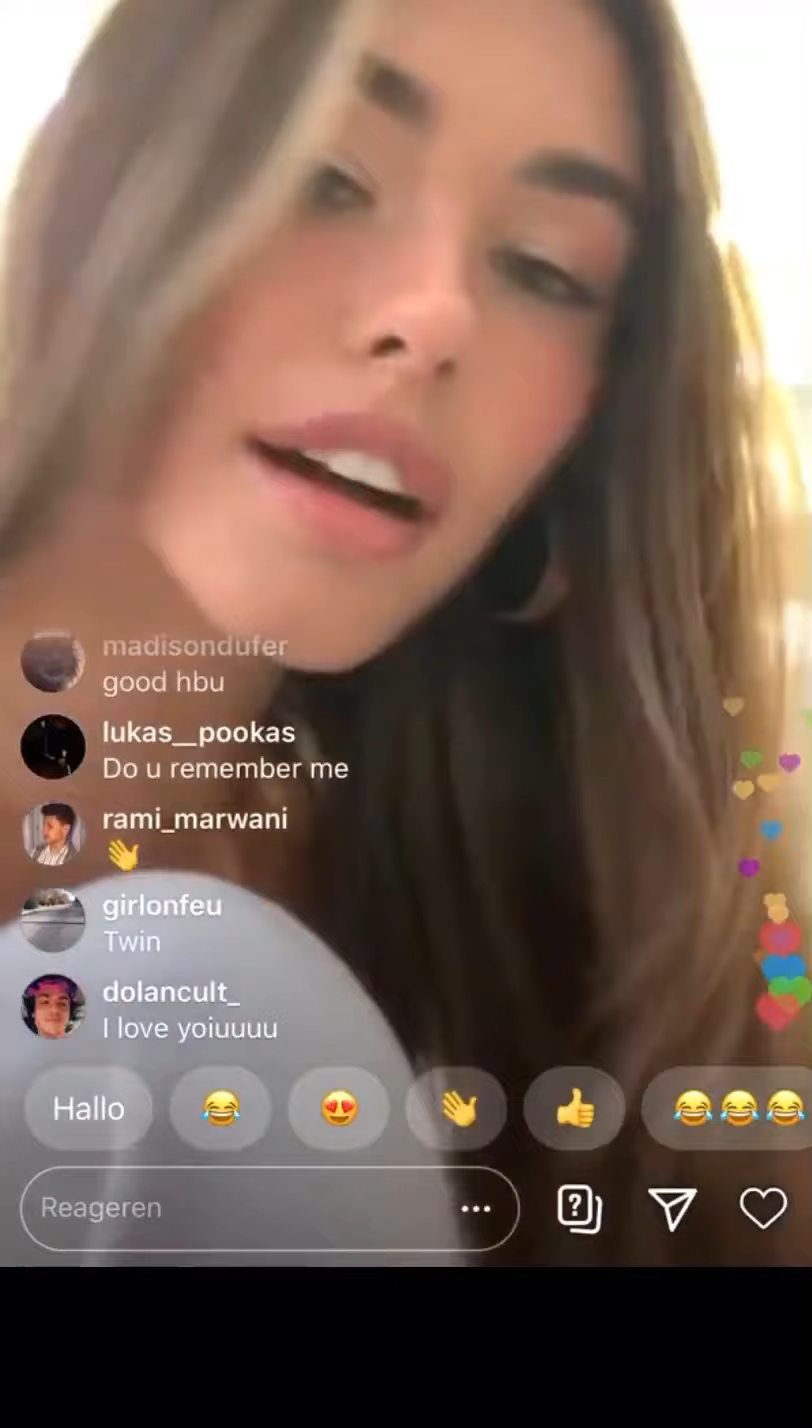 madisondufer
good hbu
lukas__pookas
Do u remember me
rami_marwani
👋
girlonfeu
Twin
dolancult_
I love yoiuuuu
Hallo 😂 😍 👋 👍 😂😂😂
Reageren